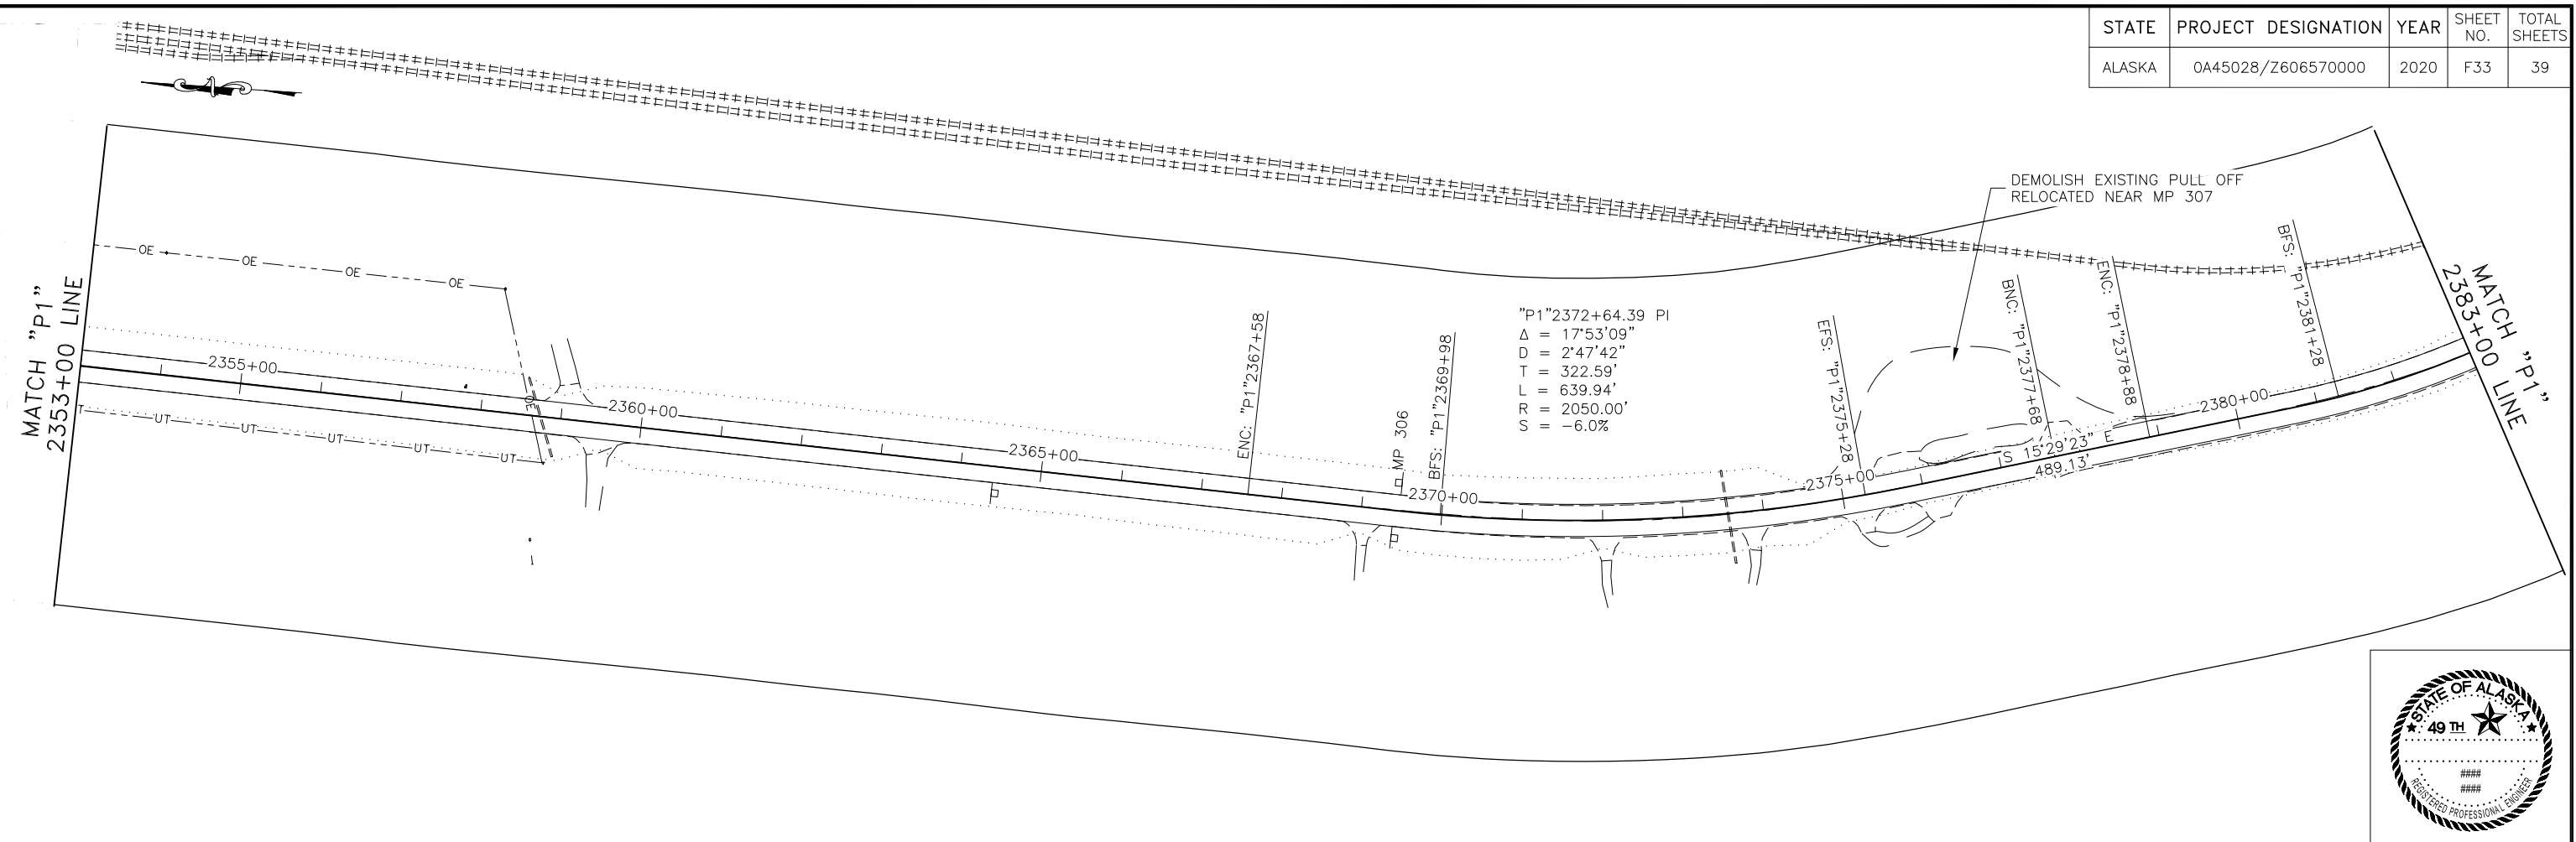 STATE
PROJECT DESIGNATION
YEAR
SHEET NO.
TOTAL SHEETS
ALASKA
0A45028/Z606570000
2020
F33
39
DEMOLISH EXISTING PULL OFF
RELOCATED NEAR MP 307
MATCH "P1"
2353+00 LINE
OE
OE
OE
OE
OE
T
UT
UT
UT
UT
UT
2355+00
2360+00
2365+00
ENC: "P1"2367+58
MP 306
BFS: "P1"2369+98
2370+00
"P1"2372+64.39 PI
Δ = 17°53'09"
D = 2°47'42"
T = 322.59'
L = 639.94'
R = 2050.00'
S = -6.0%
EFS: "P1"2375+28
2375+00
BNC: "P1"2377+68
S 15°29'23" E
489.13'
ENC: "P1"2378+88
2380+00
BFS: "P1"2381+28
MATCH "P1"
2383+00 LINE
STATE OF ALASKA
49 TH
####
####
REGISTERED PROFESSIONAL ENGINEER